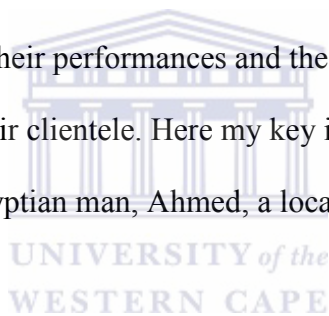 heir performances and the
ir clientele. Here my key i
yptian man, Ahmed, a loca
UNIVERSITY of the
WESTERN CAPE